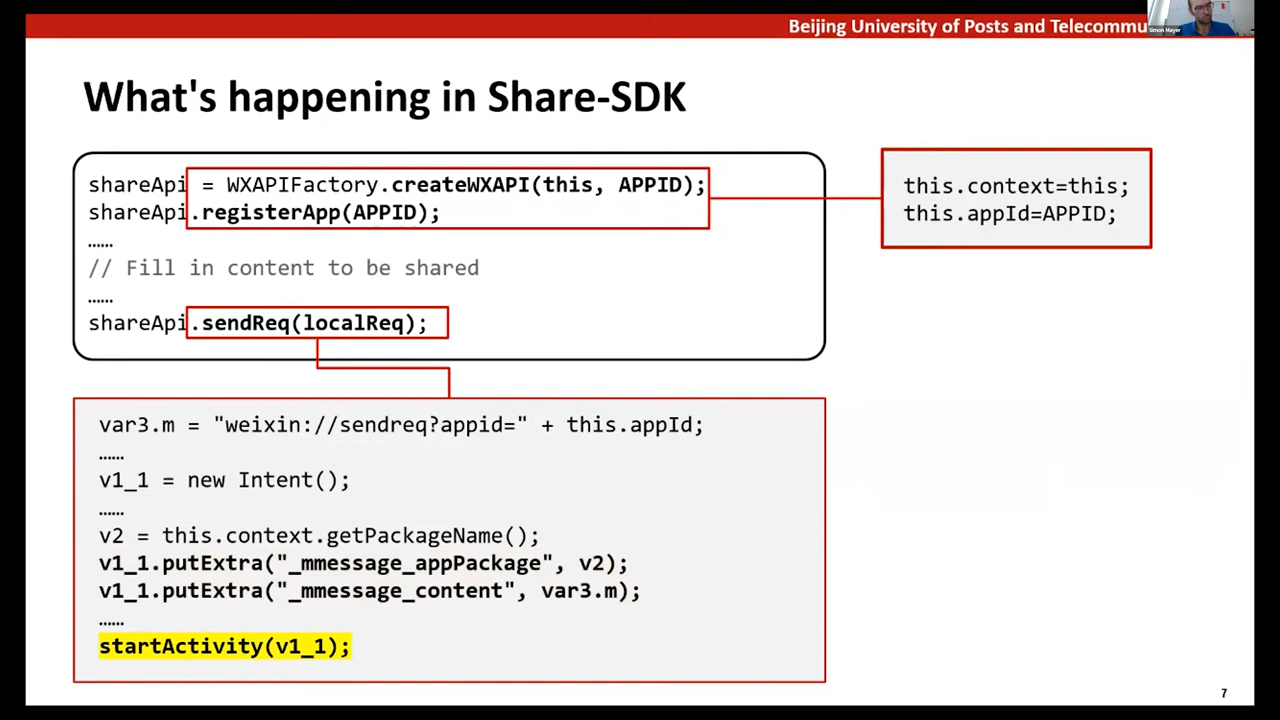 Beijing University of Posts and Telecommu
Simon Mayer
What's happening in Share-SDK
shareApi = WXAPIFactory.createWXAPI(this, APPID);
shareApi.registerApp(APPID);
……
// Fill in content to be shared
……
shareApi.sendReq(localReq);
this.context=this;
this.appId=APPID;
var3.m = "weixin://sendreq?appid=" + this.appId;
……
v1_1 = new Intent();
……
v2 = this.context.getPackageName();
v1_1.putExtra("_mmessage_appPackage", v2);
v1_1.putExtra("_mmessage_content", var3.m);
……
startActivity(v1_1);
7